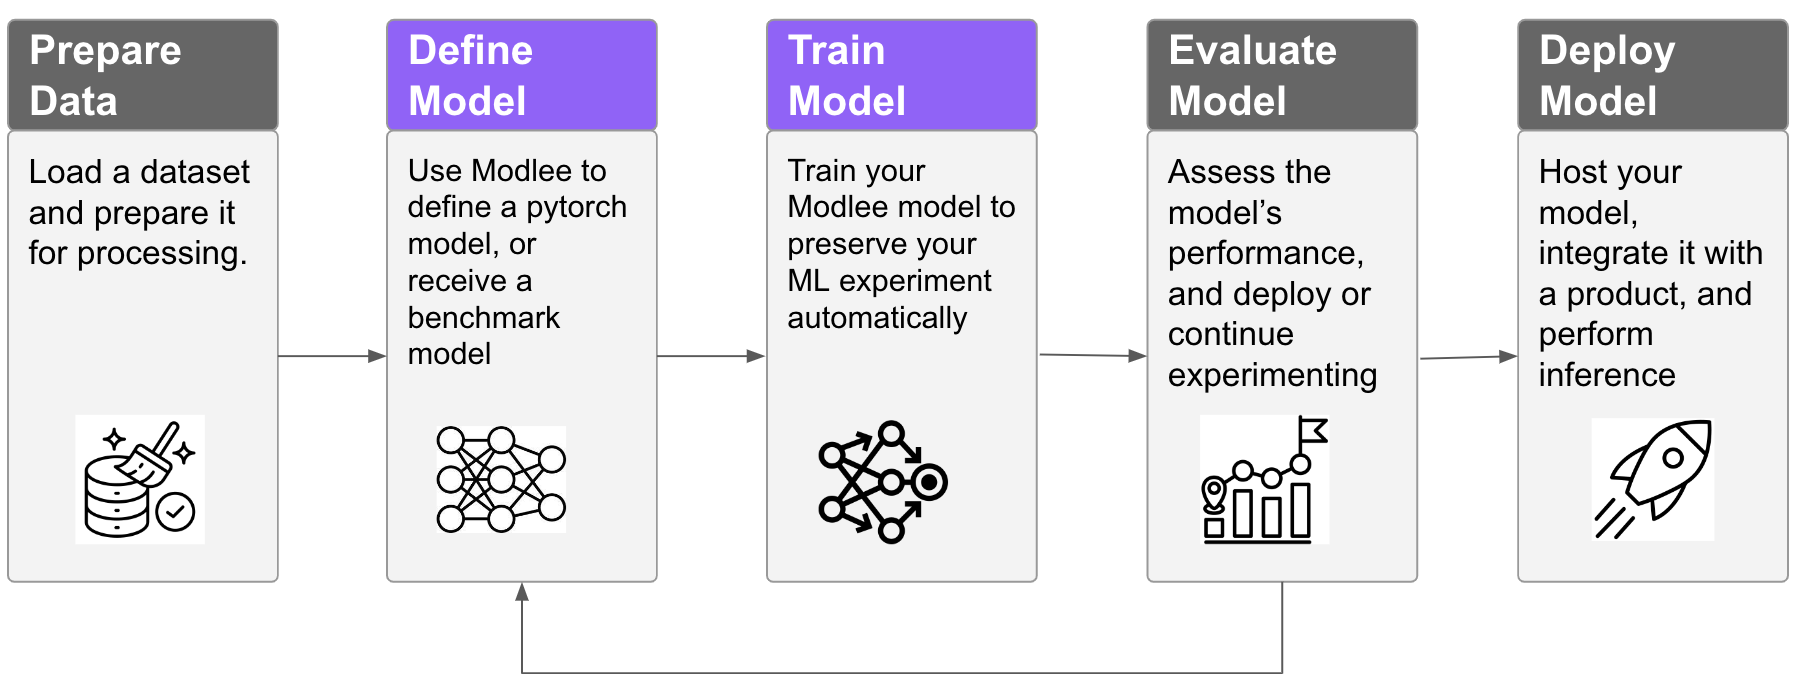 Prepare
Data
Load a dataset
and prepare it
for processing.
Define
Model
Use Modlee to
define a pytorch
model, or
receive a
benchmark
model
Train
Model
Train your
Modlee model to
preserve your
ML experiment
automatically
Evaluate
Model
Assess the
model’s
performance,
and deploy or
continue
experimenting
Deploy
Model
Host your
model,
integrate it with
a product, and
perform
inference